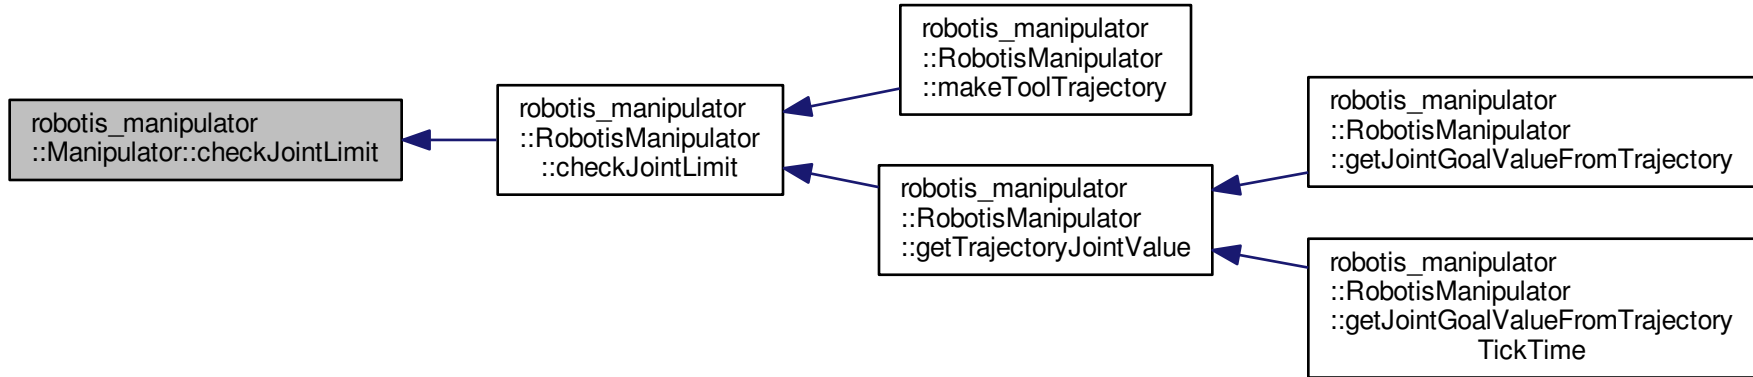 robotis_manipulator
::Manipulator::checkJointLimit
robotis_manipulator
::RobotisManipulator
::checkJointLimit
robotis_manipulator
::RobotisManipulator
::makeToolTrajectory
robotis_manipulator
::RobotisManipulator
::getTrajectoryJointValue
robotis_manipulator
::RobotisManipulator
::getJointGoalValueFromTrajectory
robotis_manipulator
::RobotisManipulator
::getJointGoalValueFromTrajectory
TickTime